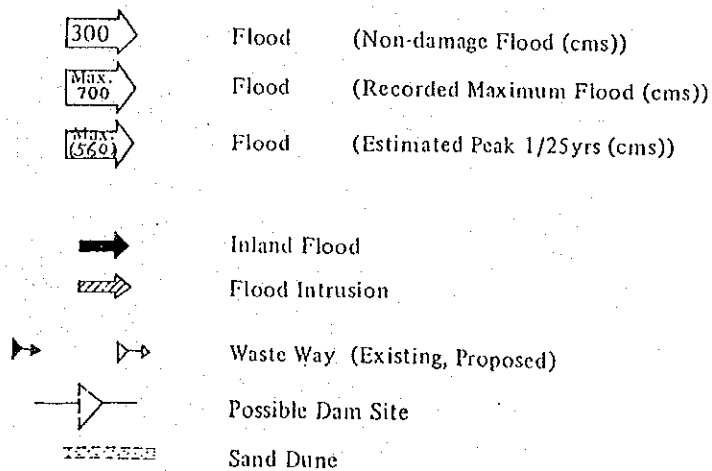 300 Flood (Non-damage Flood (cms))
Max. 700 Flood (Recorded Maximum Flood (cms))
Max. (560) Flood (Estimated Peak 1/25yrs (cms))
Inland Flood
Flood Intrusion
Waste Way (Existing, Proposed)
Possible Dam Site
Sand Dune